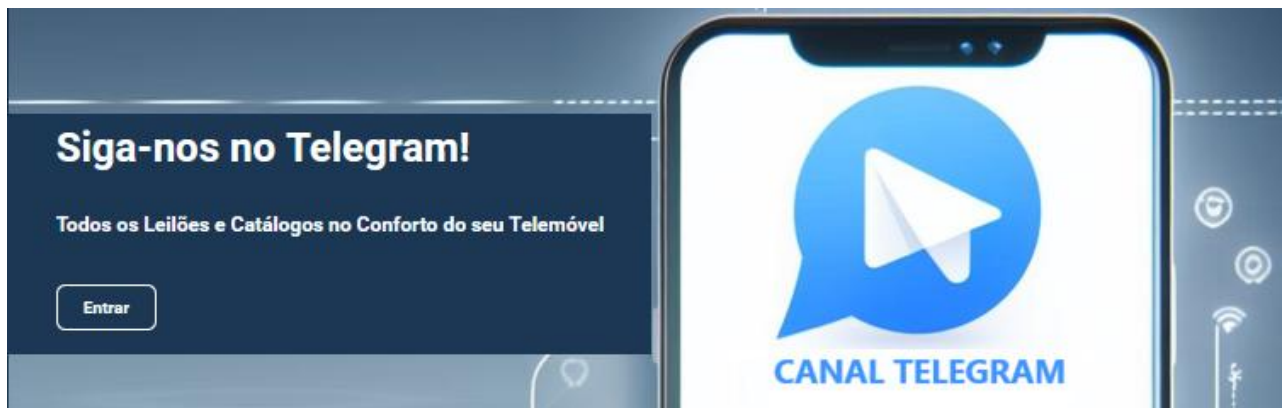 Siga-nos no Telegram!
Todos os Leilões e Catálogos no Conforto do seu Telemóvel
Entrar
CANAL TELEGRAM